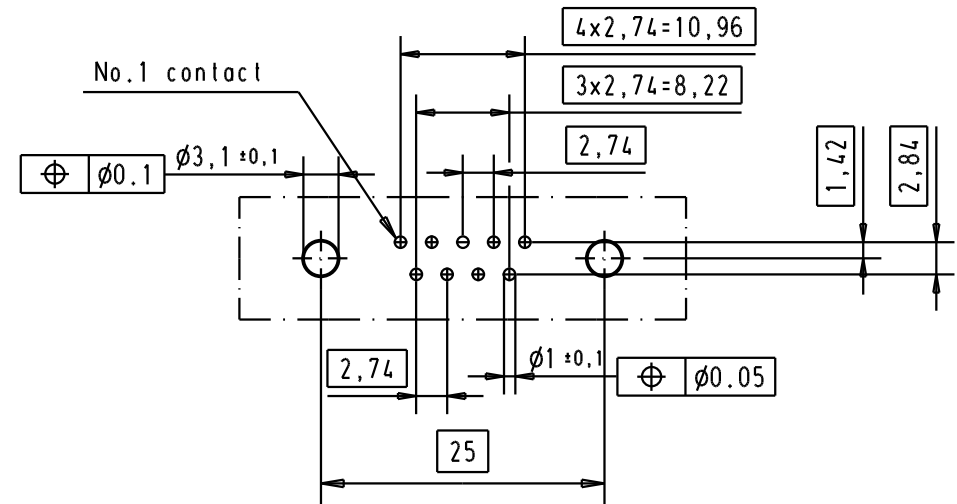 4x2,74=10,96
No.1 contact
3x2,74=8,22
2,74
1,42
2,84
ø3,1 ±0,1
⌖ ø0.1
2,74
ø1 ±0,1
⌖ ø0.05
25